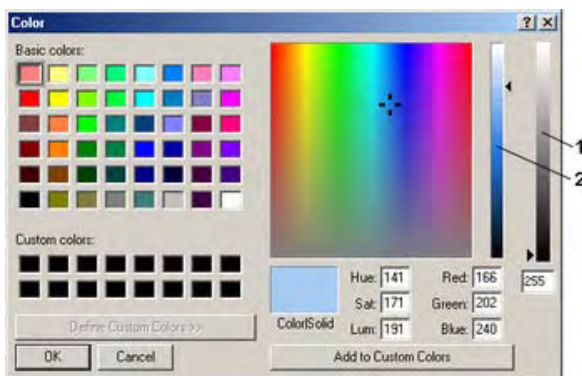 Color
Basic colors:
1
2
Custom colors:
Hue: 141 Red: 166 255
Sat: 171 Green: 202
Color|Solid Lum: 191 Blue: 240
Define Custom Colors >>
OK Cancel Add to Custom Colors